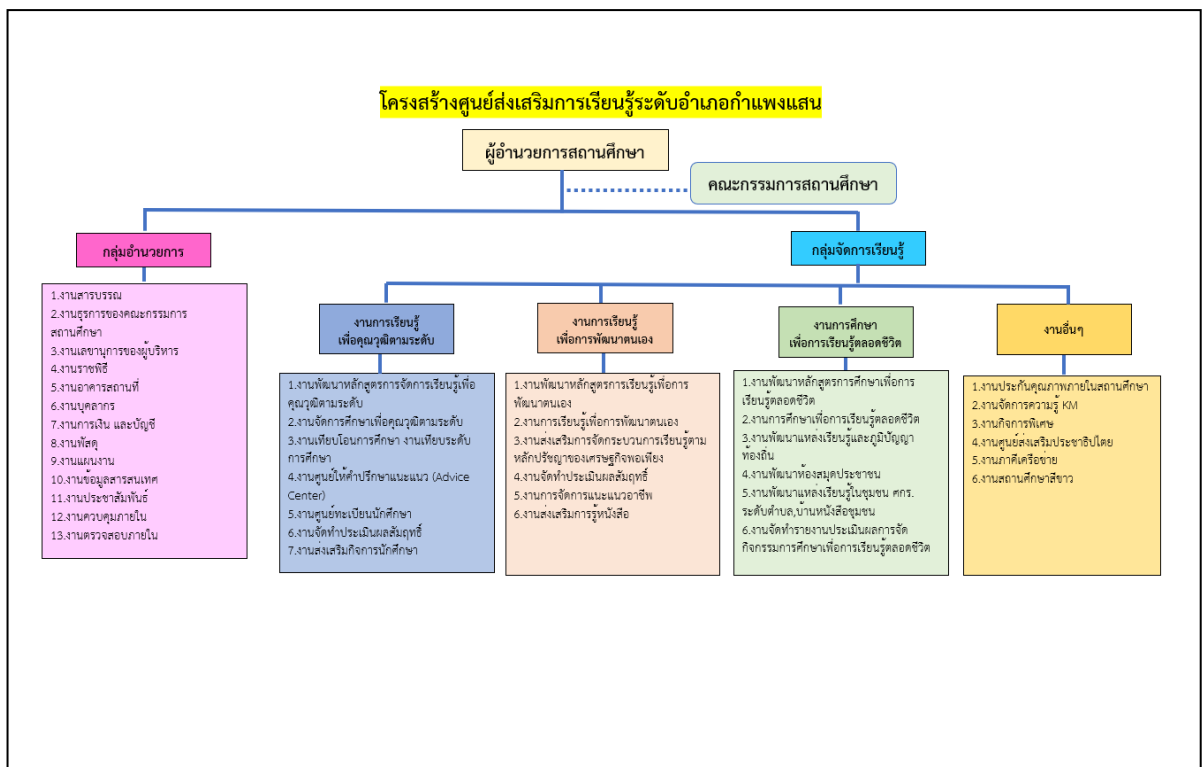 โครงสร้างศูนย์ส่งเสริมการเรียนรู้ระดับอำเภอกำแพงแสน
ผู้อำนวยการสถานศึกษา
คณะกรรมการสถานศึกษา
กลุ่มอำนวยการ
1.งานสารบรรณ
2.งานธุรการของคณะกรรมการ
สถานศึกษา
3.งานเลขานุการของผู้บริหาร
4.งานราชพิธี
5.งานอาคารสถานที่
6.งานบุคลากร
7.งานการเงิน และบัญชี
8.งานพัสดุ
9.งานแผนงาน
10.งานข้อมูลสารสนเทศ
11.งานประชาสัมพันธ์
12.งานควบคุมภายใน
13.งานตรวจสอบภายใน
กลุ่มจัดการเรียนรู้
งานการเรียนรู้
เพื่อคุณวุฒิตามระดับ
1.งานพัฒนาหลักสูตรการจัดการเรียนรู้เพื่อ
คุณวุฒิตามระดับ
2.งานจัดการศึกษาเพื่อคุณวุฒิตามระดับ
3.งานเทียบโอนการศึกษา งานเทียบระดับ
การศึกษา
4.งานศูนย์ให้คำปรึกษาแนะแนว (Advice
Center)
5.งานศูนย์ทะเบียนนักศึกษา
6.งานจัดทำประเมินผลสัมฤทธิ์
7.งานส่งเสริมกิจการนักศึกษา
งานการเรียนรู้
เพื่อการพัฒนาตนเอง
1.งานพัฒนาหลักสูตรการเรียนรู้เพื่อการ
พัฒนาตนเอง
2.งานการเรียนรู้เพื่อการพัฒนาตนเอง
3.งานส่งเสริมการจัดกระบวนการเรียนรู้ตาม
หลักปรัชญาของเศรษฐกิจพอเพียง
4.งานจัดทำประเมินผลสัมฤทธิ์
5.งานการจัดการแนะแนวอาชีพ
6.งานส่งเสริมการรู้หนังสือ
งานการศึกษา
เพื่อการเรียนรู้ตลอดชีวิต
1.งานพัฒนาหลักสูตรการศึกษาเพื่อการ
เรียนรู้ตลอดชีวิต
2.งานการศึกษาเพื่อการเรียนรู้ตลอดชีวิต
3.งานพัฒนาแหล่งเรียนรู้และภูมิปัญญา
ท้องถิ่น
4.งานพัฒนาห้องสมุดประชาชน
5.งานพัฒนาแหล่งเรียนรู้ในชุมชน ศกร.
ระดับตำบล,บ้านหนังสือชุมชน
6.งานจัดทำรายงานประเมินผลการจัด
กิจกรรมการศึกษาเพื่อการเรียนรู้ตลอดชีวิต
งานอื่นๆ
1.งานประกันคุณภาพภายในสถานศึกษา
2.งานจัดการความรู้ KM
3.งานกิจการพิเศษ
4.งานศูนย์ส่งเสริมประชาธิปไตย
5.งานภาคีเครือข่าย
6.งานสถานศึกษาสีขาว